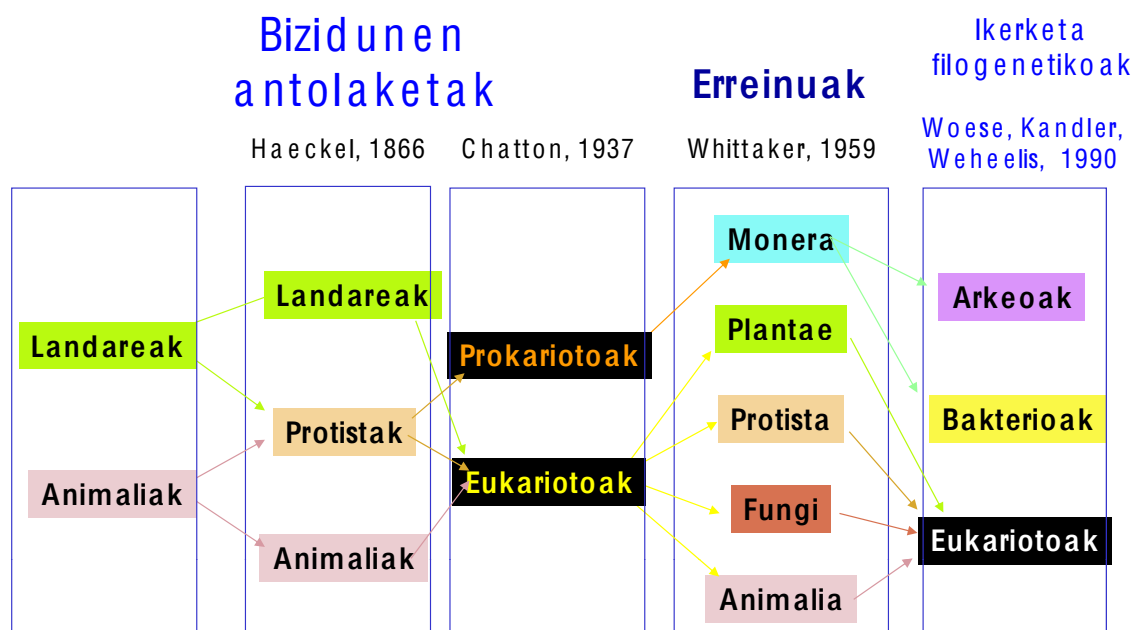 Bizidunen
antolaketak
Erreinuak
Ikerketa
filogenetikoak
Haeckel, 1866
Chatton, 1937
Whittaker, 1959
Woese, Kandler,
Weheelis, 1990
Landareak
Animaliak
Landareak
Protistak
Animaliak
Prokariotoak
Eukariotoak
Monera
Plantae
Protista
Fungi
Animalia
Arkeoak
Bakterioak
Eukariotoak